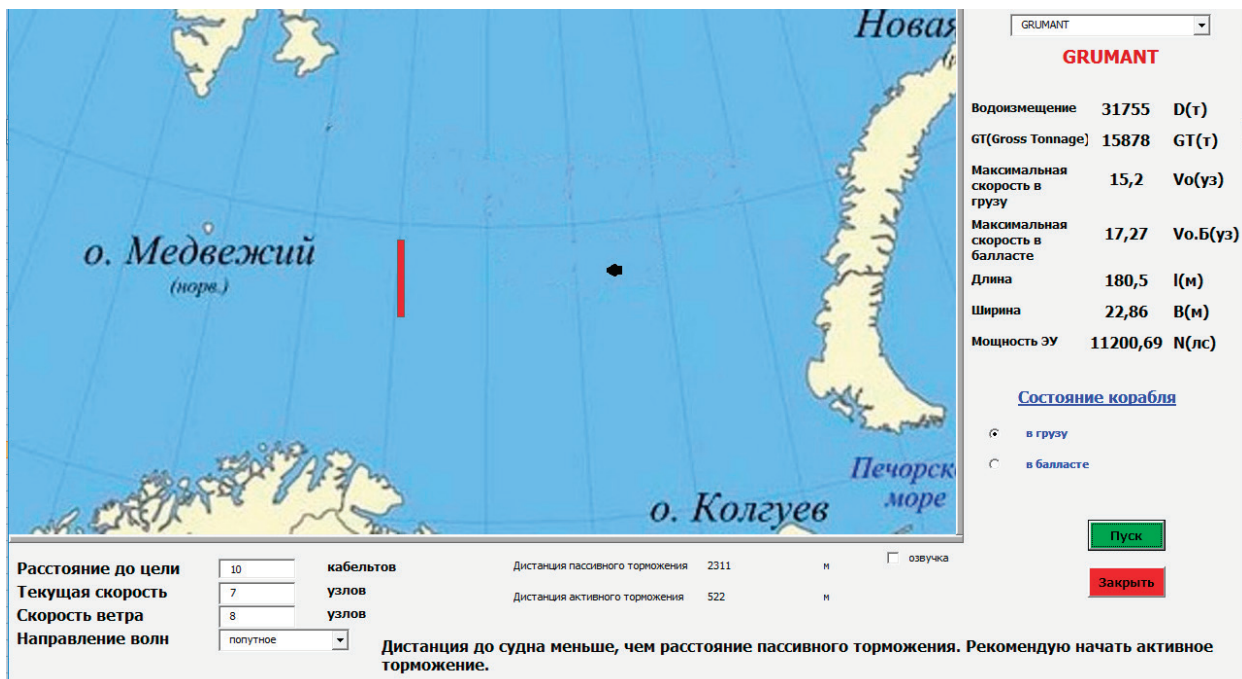 Новая
о. Медвежий
(норв.)
Печорск
море
о. Колгуев
GRUMANT
GRUMANT
Водоизмещение 31755 D(т)
GT(Gross Tonnage) 15878 GT(т)
Максимальная
скорость в
грузу
15,2 Vо(уз)
Максимальная
скорость в
балласте
17,27 Vо.Б(уз)
Длина 180,5 l(м)
Ширина 22,86 B(м)
Мощность ЭУ 11200,69 N(лс)
Состояние корабля
в грузу
в балласте
Пуск
Закрыть
Расстояние до цели 10 кабельтов
Текущая скорость 7 узлов
Скорость ветра 8 узлов
Направление волн попутное
Дистанция пассивного торможения 2311 м
Дистанция активного торможения 522 м
озвучка
Дистанция до судна меньше, чем расстояние пассивного торможения. Рекомендую начать активное
торможение.